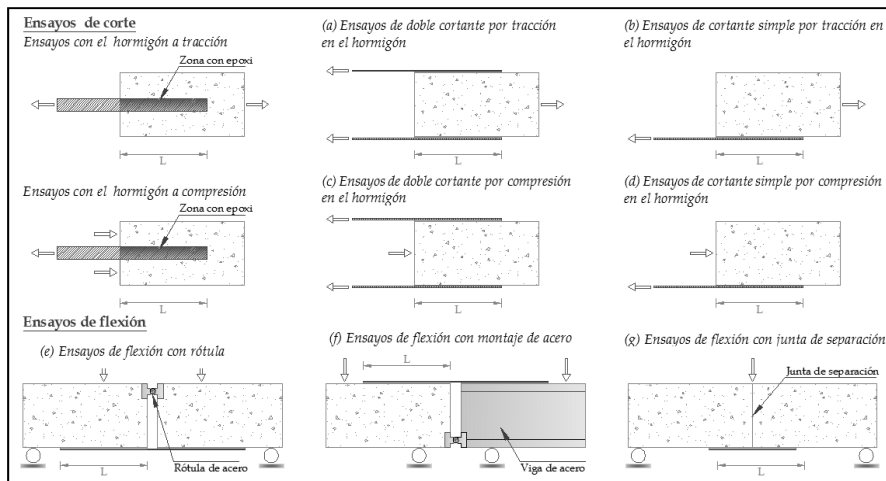 Ensayos de corte
Ensayos con el hormigón a tracción
Zona con epoxi
L
(a) Ensayos de doble cortante por tracción
en el hormigón
L
(b) Ensayos de cortante simple por tracción en
el hormigón
L
Ensayos con el hormigón a compresión
Zona con epoxi
L
(c) Ensayos de doble cortante por compresión
en el hormigón
L
(d) Ensayos de cortante simple por compresión
en el hormigón
L
Ensayos de flexión
(e) Ensayos de flexión con rótula
L
Rótula de acero
(f) Ensayos de flexión con montaje de acero
L
Viga de acero
(g) Ensayos de flexión con junta de separación
Junta de separación
L